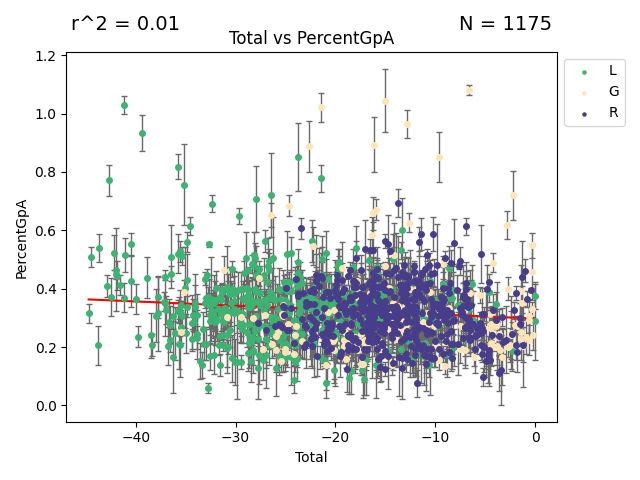 r^2 = 0.01 N = 1175
Total vs PercentGpA
1.2
1.0
0.8
0.6
0.4
0.2
0.0
PercentGpA
−40 −30 −20 −10 0
Total
L
G
R